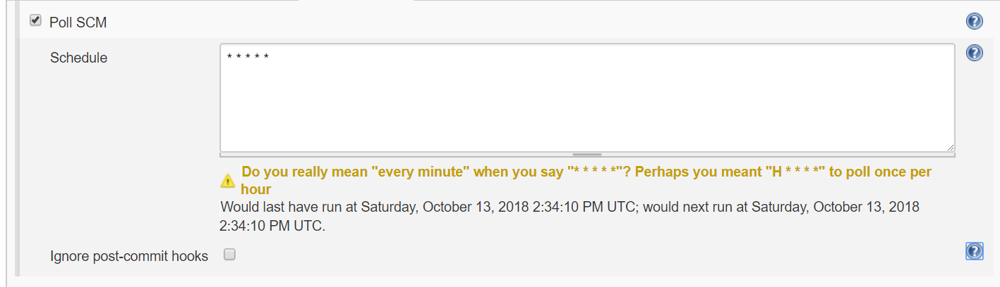 Poll SCM
Schedule
* * * * *
Do you really mean "every minute" when you say "* * * * *"? Perhaps you meant "H * * * *" to poll once per
hour
Would last have run at Saturday, October 13, 2018 2:34:10 PM UTC; would next run at Saturday, October 13, 2018
2:34:10 PM UTC.
Ignore post-commit hooks